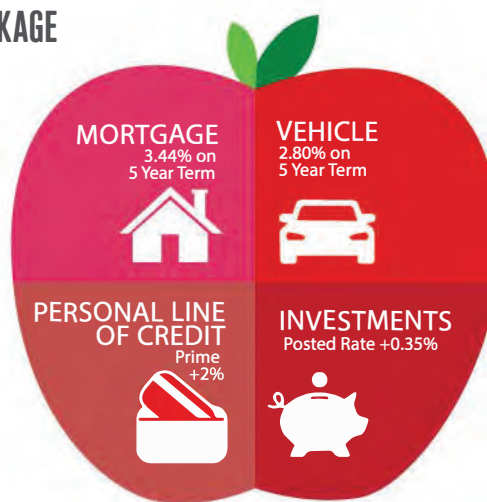 MORTGAGE
3.44% on
5 Year Term
VEHICLE
2.80% on
5 Year Term
PERSONAL LINE
OF CREDIT
Prime
+2%
INVESTMENTS
Posted Rate +0.35%